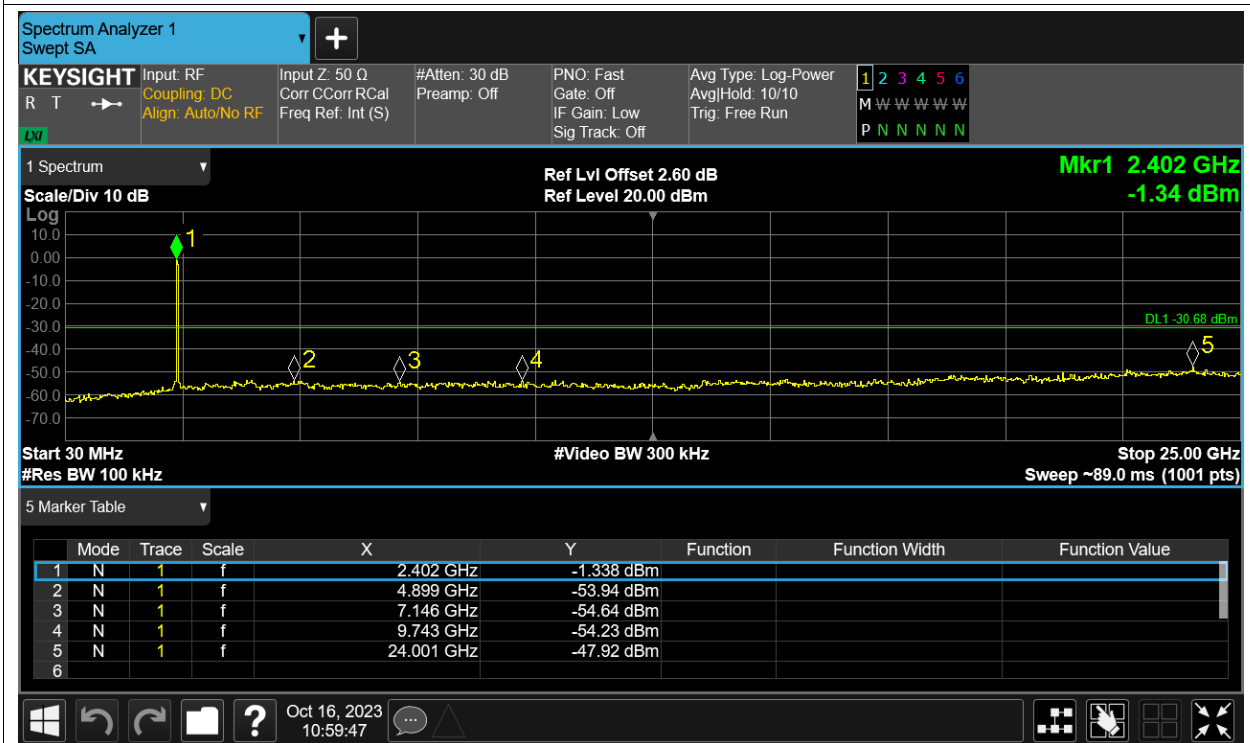 Spectrum Analyzer 1
Swept SA
KEYSIGHT
R T
LXI
Input: RF
Coupling: DC
Align: Auto/No RF
Input Z: 50 Ω
Corr CCorr RCal
Freq Ref: Int (S)
#Atten: 30 dB
Preamp: Off
PNO: Fast
Gate: Off
IF Gain: Low
Sig Track: Off
Avg Type: Log-Power
Avg|Hold: 10/10
Trig: Free Run
1 2 3 4 5 6
M W W W W W
P N N N N N
1 Spectrum
Scale/Div 10 dB
Ref Lvl Offset 2.60 dB
Ref Level 20.00 dBm
Mkr1 2.402 GHz
-1.34 dBm
Log
10.0
0.00
-10.0
-20.0
-30.0
-40.0
-50.0
-60.0
-70.0
1
2
3
4
5
DL1 -30.68 dBm
Start 30 MHz
#Video BW 300 kHz
Stop 25.00 GHz
#Res BW 100 kHz
Sweep ~89.0 ms (1001 pts)
5 Marker Table
Mode Trace Scale X Y Function Function Width Function Value
1 N 1 f 2.402 GHz -1.338 dBm
2 N 1 f 4.899 GHz -53.94 dBm
3 N 1 f 7.146 GHz -54.64 dBm
4 N 1 f 9.743 GHz -54.23 dBm
5 N 1 f 24.001 GHz -47.92 dBm
6
?
Oct 16, 2023
10:59:47